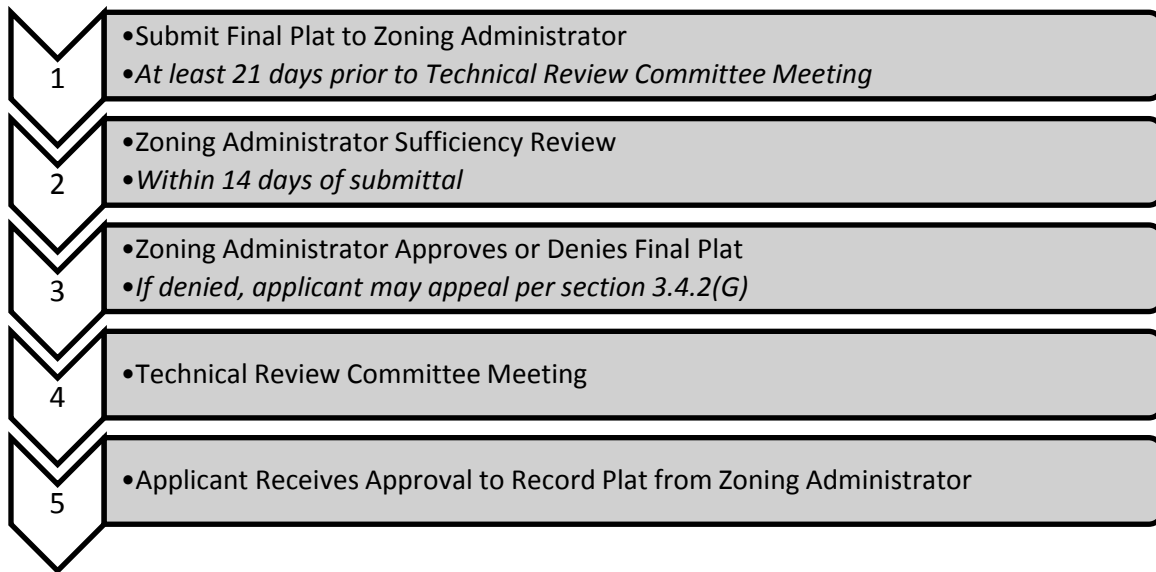 1
•Submit Final Plat to Zoning Administrator
•At least 21 days prior to Technical Review Committee Meeting
2
•Zoning Administrator Sufficiency Review
•Within 14 days of submittal
3
•Zoning Administrator Approves or Denies Final Plat
•If denied, applicant may appeal per section 3.4.2(G)
4
•Technical Review Committee Meeting
5
•Applicant Receives Approval to Record Plat from Zoning Administrator